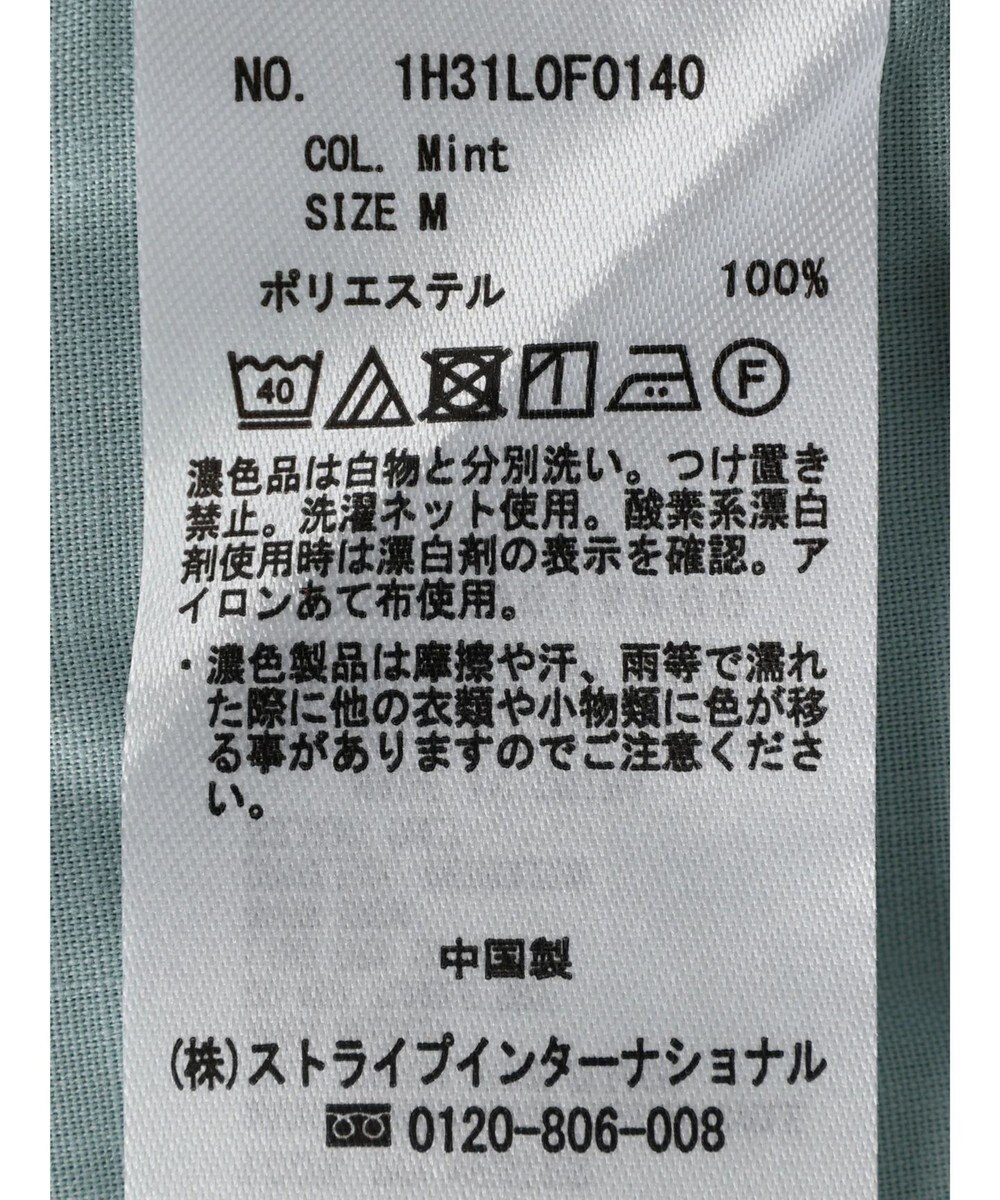 NO. 1H31L0F0140
COL. Mint
SIZE M
ポリエステル 100%
40 F
濃色品は白物と分別洗い。つけ置き
禁止。洗濯ネット使用。酸素系漂白
剤使用時は漂白剤の表示を確認。ア
イロンあて布使用。
・濃色製品は摩擦や汗、雨等で濡れ
た際に他の衣類や小物類に色が移
る事がありますのでご注意くださ
い。
中国製
(株)ストライプインターナショナル
0120-806-008